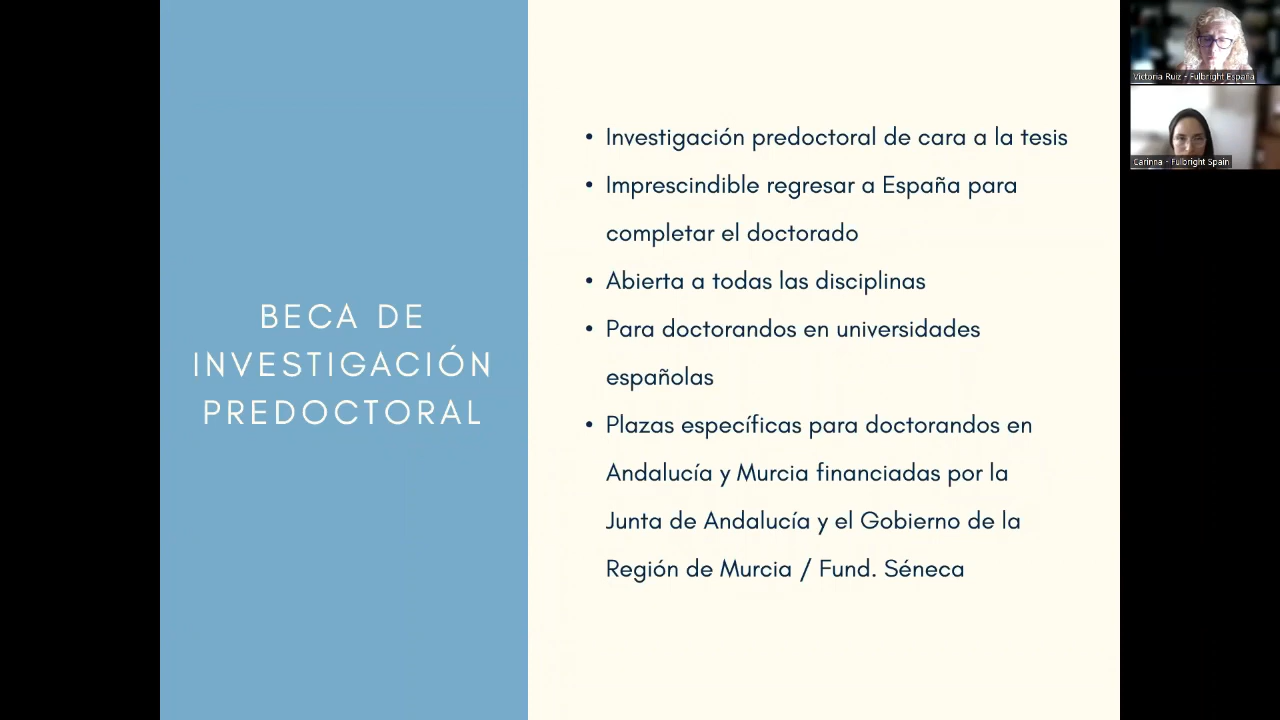 BECA DE
INVESTIGACIÓN
PREDOCTORAL
• Investigación predoctoral de cara a la tesis
• Imprescindible regresar a España para
completar el doctorado
• Abierta a todas las disciplinas
• Para doctorandos en universidades
españolas
• Plazas específicas para doctorandos en
Andalucía y Murcia financiadas por la
Junta de Andalucía y el Gobierno de la
Región de Murcia / Fund. Séneca
Victoria Ruiz - Fulbright España
Carinna - Fulbright Spain